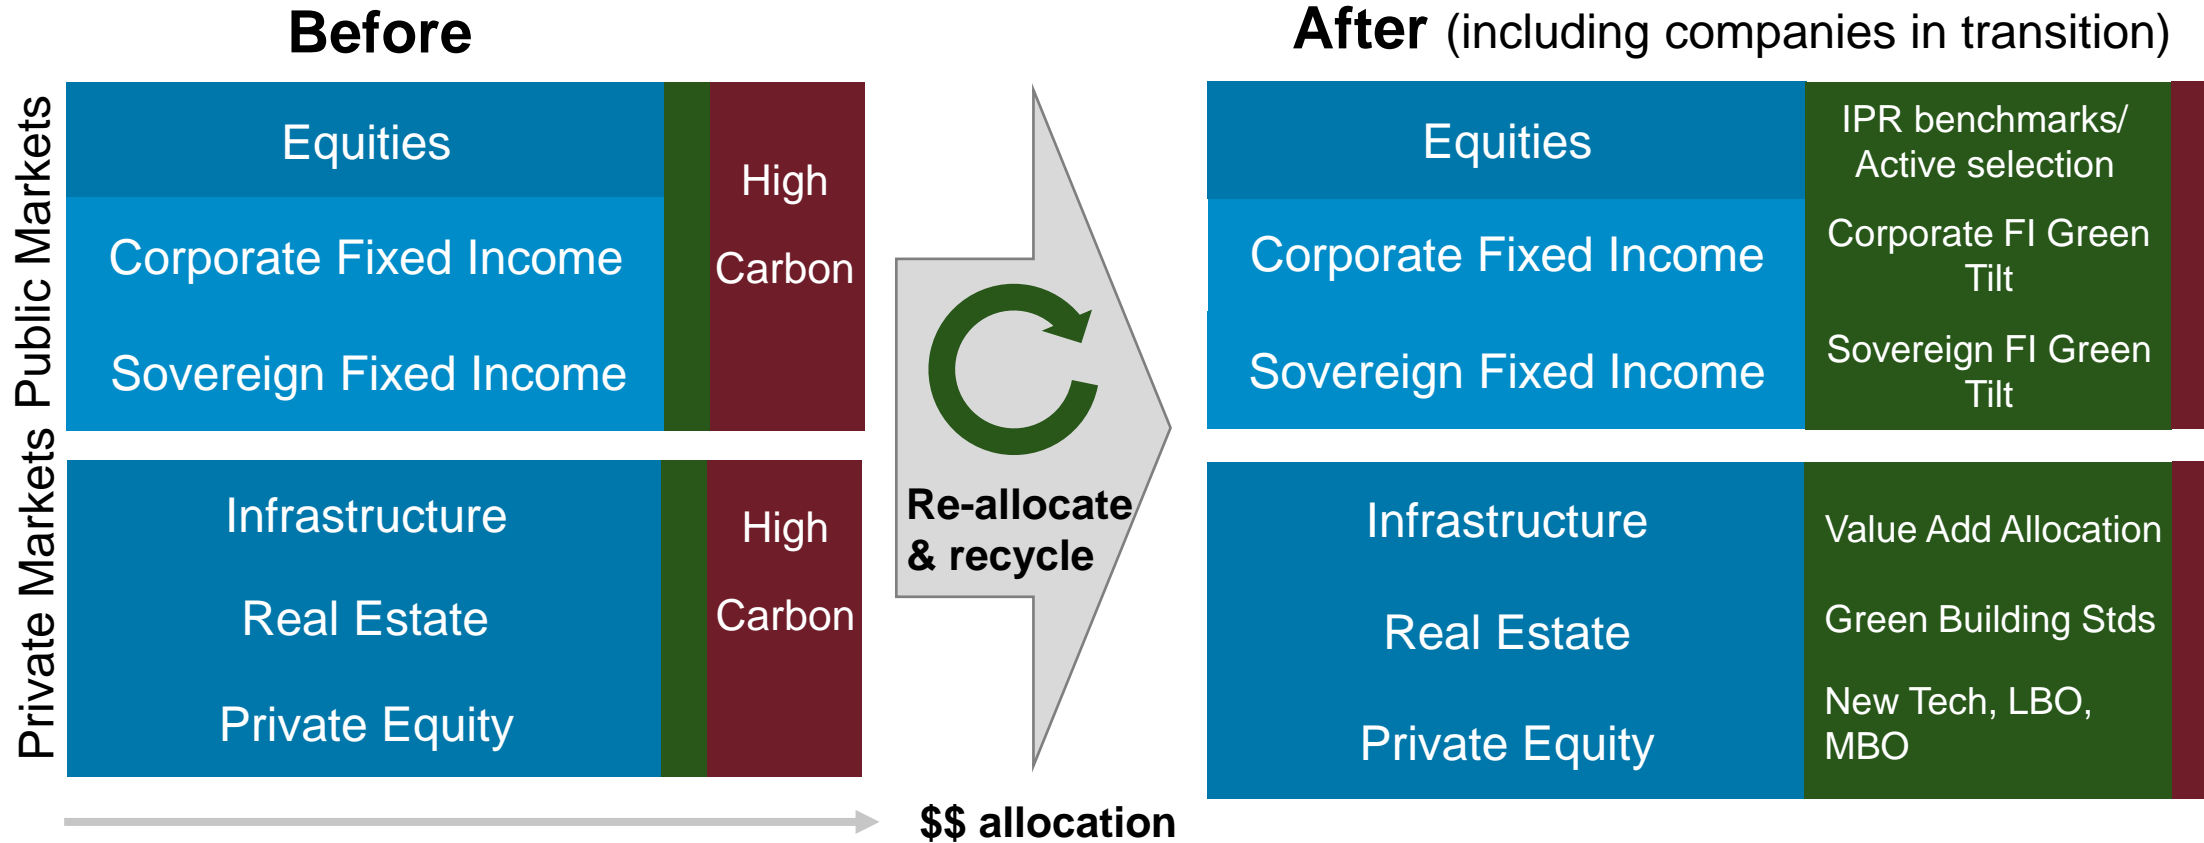 Before
After (including companies in transition)
Public Markets
Equities
Corporate Fixed Income
Sovereign Fixed Income
High
Carbon
Private Markets
Infrastructure
Real Estate
Private Equity
High
Carbon
Re-allocate
& recycle
$$ allocation
Equities
Corporate Fixed Income
Sovereign Fixed Income
IPR benchmarks/
Active selection
Corporate FI Green
Tilt
Sovereign FI Green
Tilt
Infrastructure
Real Estate
Private Equity
Value Add Allocation
Green Building Stds
New Tech, LBO,
MBO